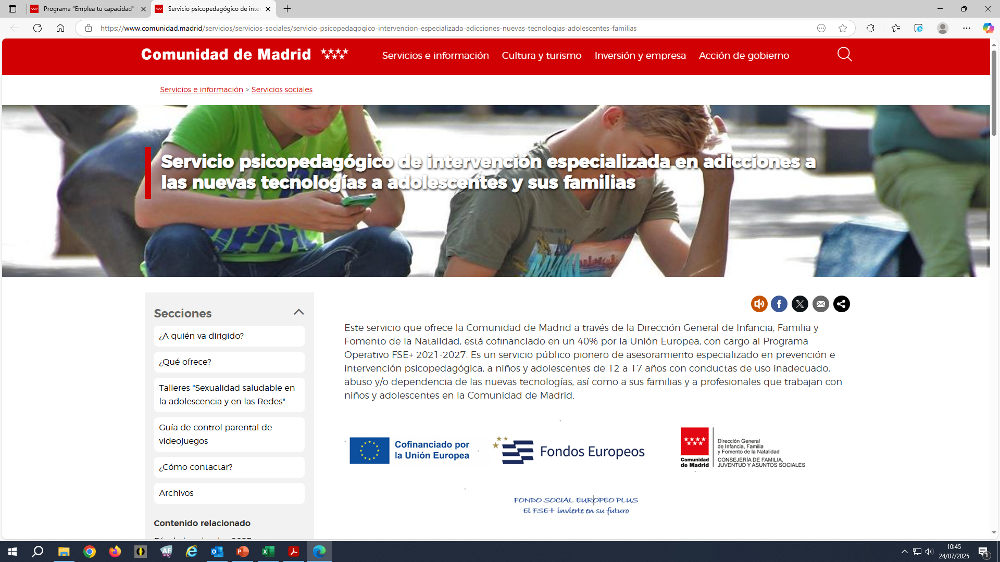 Programa "Emplea tu capacidad"
Servicio psicopedagógico de inter
https://www.comunidad.madrid/servicios/servicios-sociales/servicio-psicopedagogico-intervencion-especializada-adicciones-nuevas-tecnologias-adolescentes-familias
Comunidad de Madrid
Servicios e información
Cultura y turismo
Inversión y empresa
Acción de gobierno
Servicios e información > Servicios sociales
Servicio psicopedagógico de intervención especializada en adicciones a
las nuevas tecnologías a adolescentes y sus familias
Secciones
¿A quién va dirigido?
¿Qué ofrece?
Talleres "Sexualidad saludable en
la adolescencia y en las Redes".
Guía de control parental de
videojuegos
¿Cómo contactar?
Archivos
Contenido relacionado
Este servicio que ofrece la Comunidad de Madrid a través de la Dirección General de Infancia, Familia y
Fomento de la Natalidad, está cofinanciado en un 40% por la Unión Europea, con cargo al Programa
Operativo FSE+ 2021-2027. Es un servicio público pionero de asesoramiento especializado en prevención e
intervención psicopedagógica, a niños y adolescentes de 12 a 17 años con conductas de uso inadecuado,
abuso y/o dependencia de las nuevas tecnologías, así como a sus familias y a profesionales que trabajan con
niños y adolescentes en la Comunidad de Madrid.
Cofinanciado por
la Unión Europea
Fondos Europeos
Comunidad
de Madrid
Dirección General
de Infancia, Familia
y Fomento de la Natalidad
CONSEJERÍA DE FAMILIA,
JUVENTUD Y ASUNTOS SOCIALES
FONDO SOCIAL EUROPEO PLUS
El FSE+ invierte en su futuro
10:45
24/07/2025
1